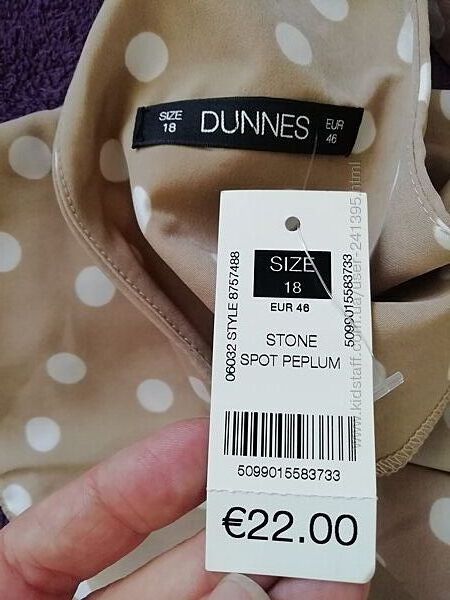 SIZE
18
DUNNES
EUR
46
SIZE
18
EUR 46
06032 STYLE 8757488
5099015583733
STONE
SPOT PEPLUM
5099015583733
€22.00
www.kidstaff.com.ua/user-241395.html